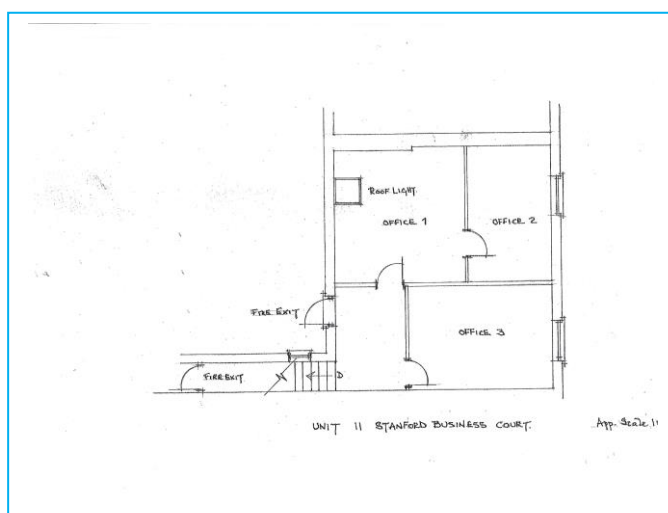 ROOF LIGHT.
OFFICE 1
OFFICE 2
FIRE EXIT
OFFICE 3
FIRE EXIT
D
UNIT 11 STANFORD BUSINESS COURT.
App. Scale 1: